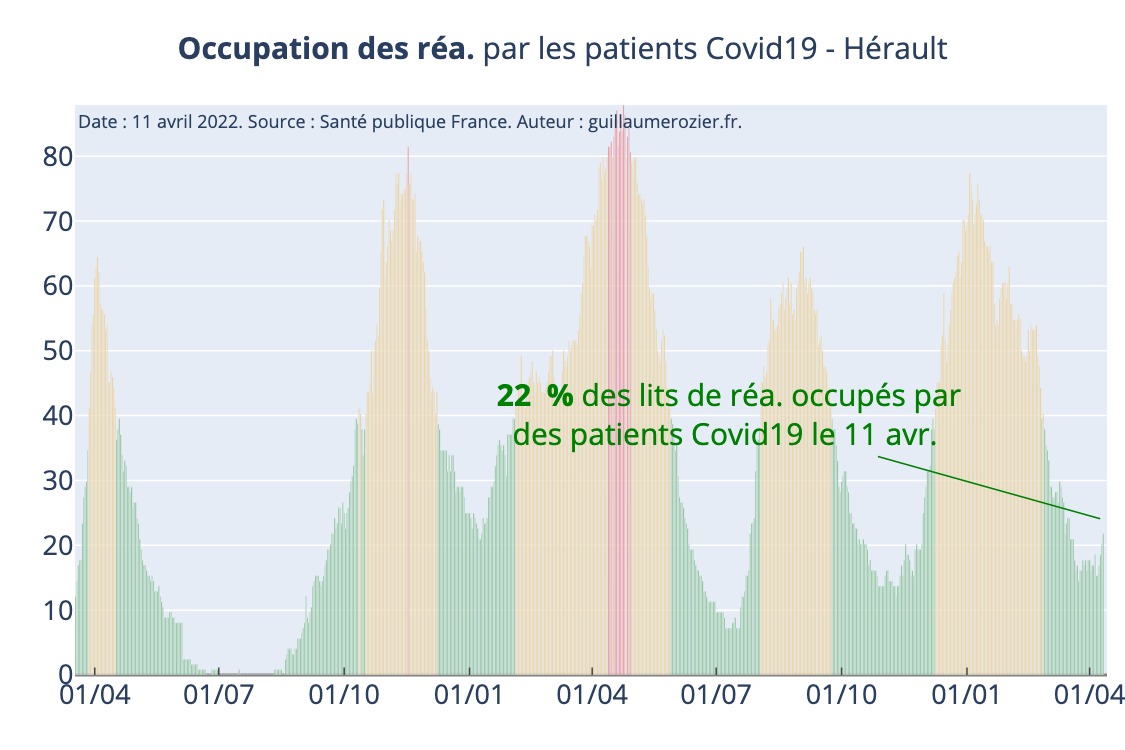 Occupation des réa. par les patients Covid19 - Hérault
Date : 11 avril 2022. Source : Santé publique France. Auteur : guillaumerozier.fr.
80
70
60
50
40
30
20
10
0
22 % des lits de réa. occupés par
des patients Covid19 le 11 avr.
01/04 01/07 01/10 01/01 01/04 01/07 01/10 01/01 01/04